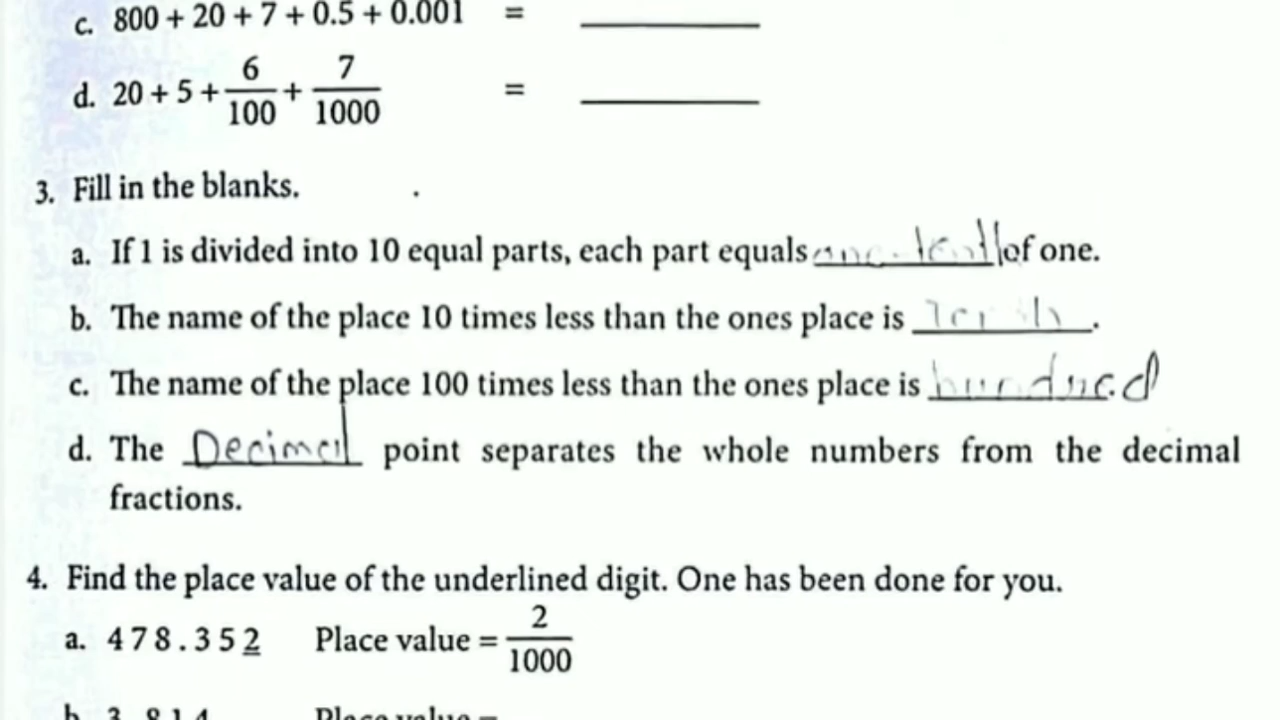 c. 800 + 20 + 7 + 0.5 + 0.001 = ________
d. 20 + 5 + 6/100 + 7/1000 = ________
3. Fill in the blanks.
a. If 1 is divided into 10 equal parts, each part equals one of one.
b. The name of the place 10 times less than the ones place is ________.
c. The name of the place 100 times less than the ones place is
d. The Decimal point separates the whole numbers from the decimal
fractions.
4. Find the place value of the underlined digit. One has been done for you.
a. 478.352 Place value = 2/1000